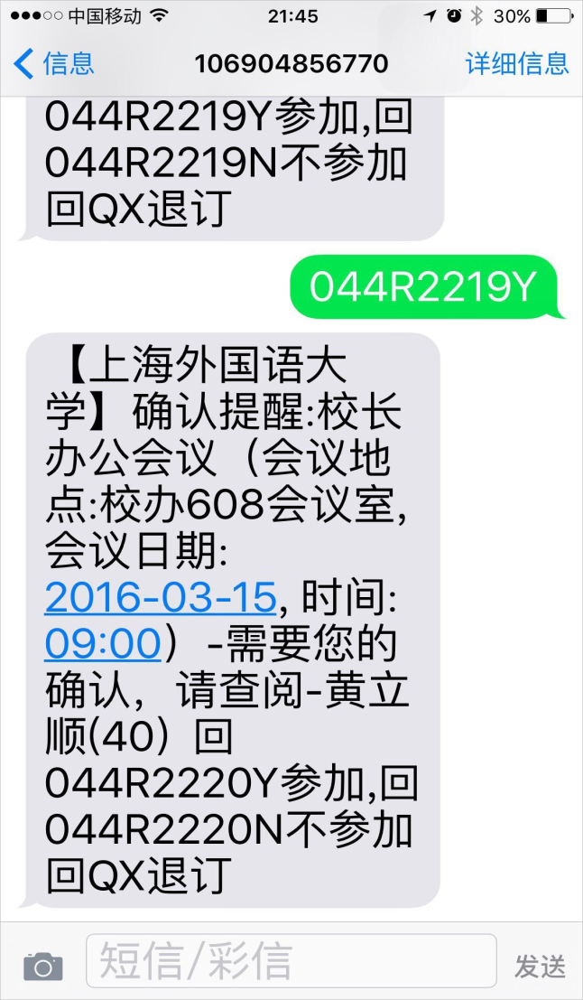 中国移动 21:45 30%
信息 106904856770 详细信息
044R2219Y参加,回
044R2219N不参加
回QX退订
044R2219Y
【上海外国语大
学】确认提醒:校长
办公会议（会议地
点:校办608会议室,
会议日期:
2016-03-15, 时间:
09:00）-需要您的
确认，请查阅-黄立
顺(40）回
044R2220Y参加,回
044R2220N不参加
回QX退订
短信/彩信 发送